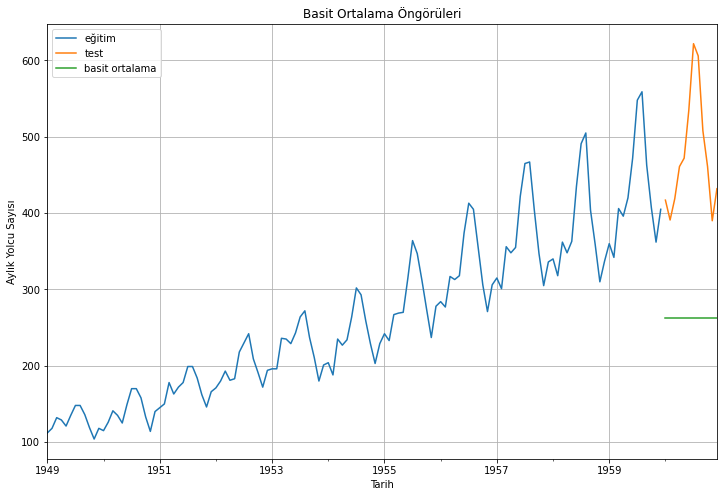 Basit Ortalama Öngörüleri
eğitim
test
basit ortalama
Aylık Yolcu Sayısı
600
500
400
300
200
100
1949
1951
1953
1955
1957
1959
Tarih